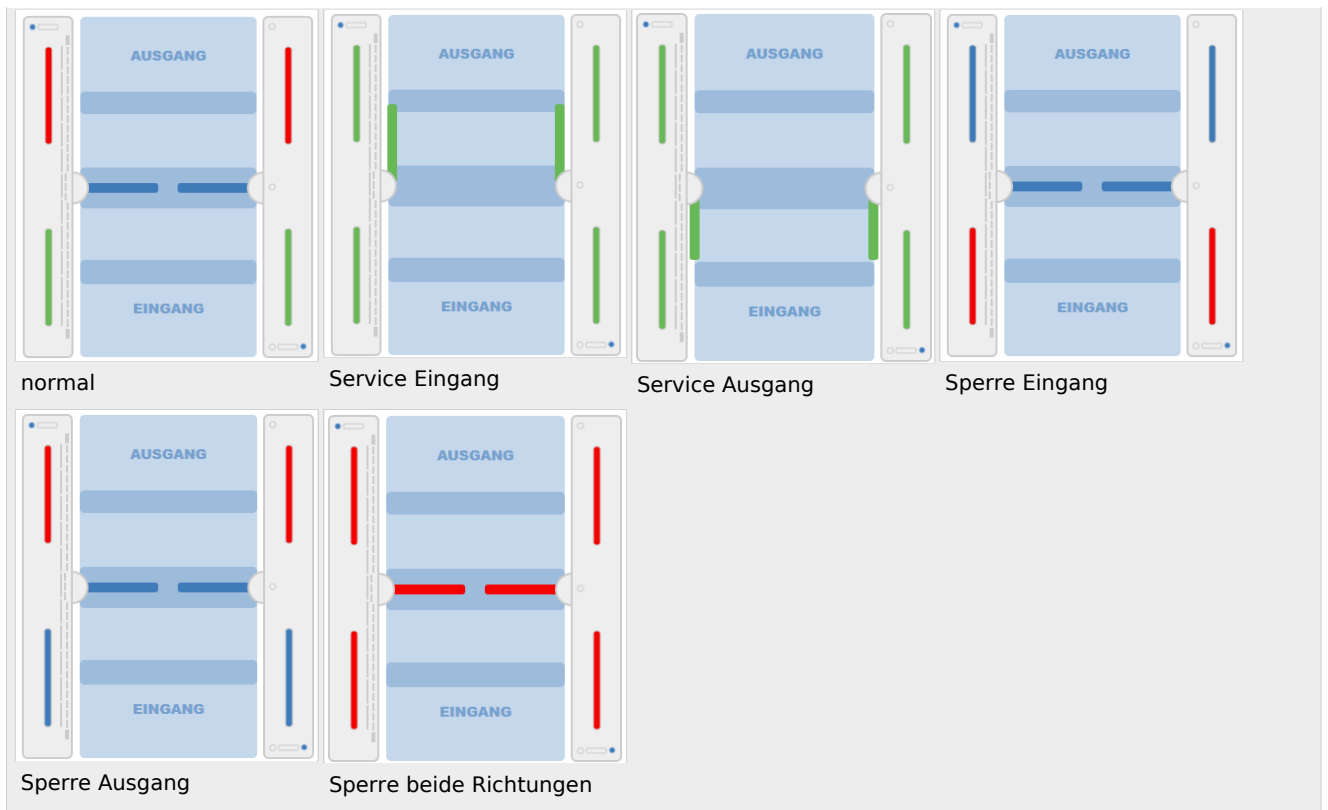 AUSGANG
EINGANG
normal
AUSGANG
EINGANG
Service Eingang
AUSGANG
EINGANG
Service Ausgang
AUSGANG
EINGANG
Sperre Eingang
AUSGANG
EINGANG
Sperre Ausgang
AUSGANG
EINGANG
Sperre beide Richtungen